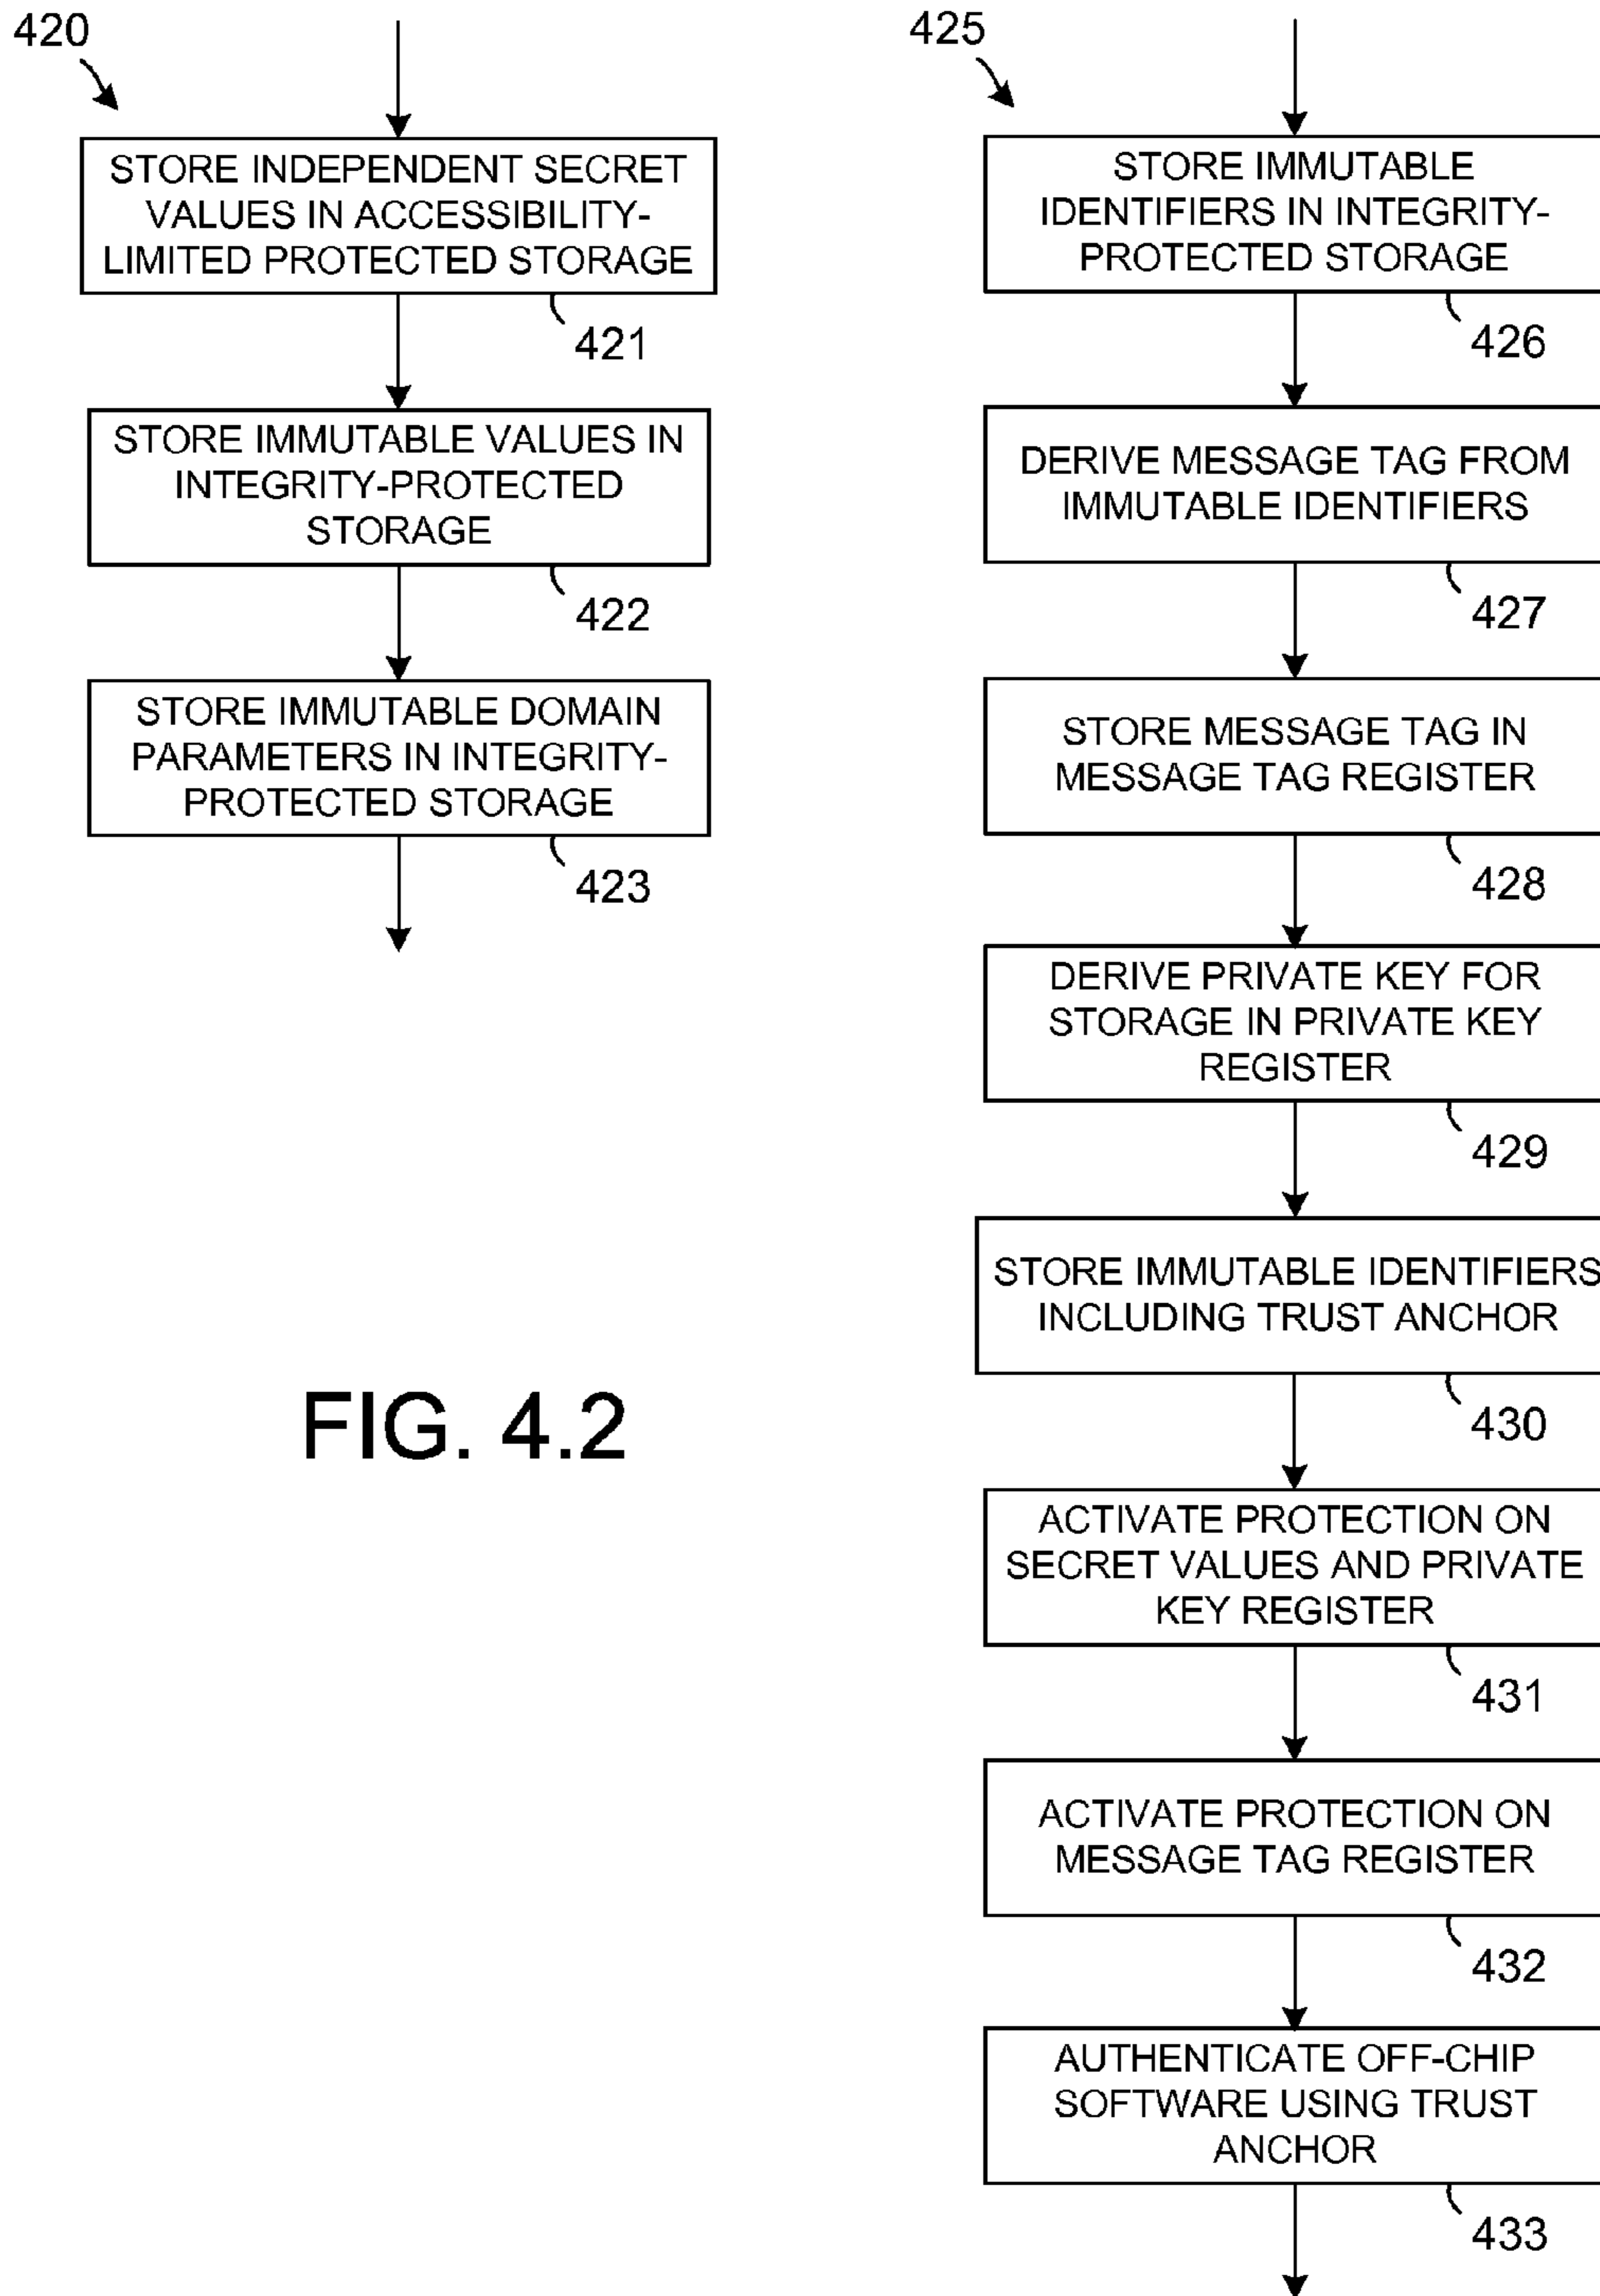 420
STORE INDEPENDENT SECRET
VALUES IN ACCESSIBILITY-
LIMITED PROTECTED STORAGE
421
STORE IMMUTABLE VALUES IN
INTEGRITY-PROTECTED
STORAGE
422
STORE IMMUTABLE DOMAIN
PARAMETERS IN INTEGRITY-
PROTECTED STORAGE
423
FIG. 4.2
425
STORE IMMUTABLE
IDENTIFIERS IN INTEGRITY-
PROTECTED STORAGE
426
DERIVE MESSAGE TAG FROM
IMMUTABLE IDENTIFIERS
427
STORE MESSAGE TAG IN
MESSAGE TAG REGISTER
428
DERIVE PRIVATE KEY FOR
STORAGE IN PRIVATE KEY
REGISTER
429
STORE IMMUTABLE IDENTIFIERS
INCLUDING TRUST ANCHOR
430
ACTIVATE PROTECTION ON
SECRET VALUES AND PRIVATE
KEY REGISTER
431
ACTIVATE PROTECTION ON
MESSAGE TAG REGISTER
432
AUTHENTICATE OFF-CHIP
SOFTWARE USING TRUST
ANCHOR
433